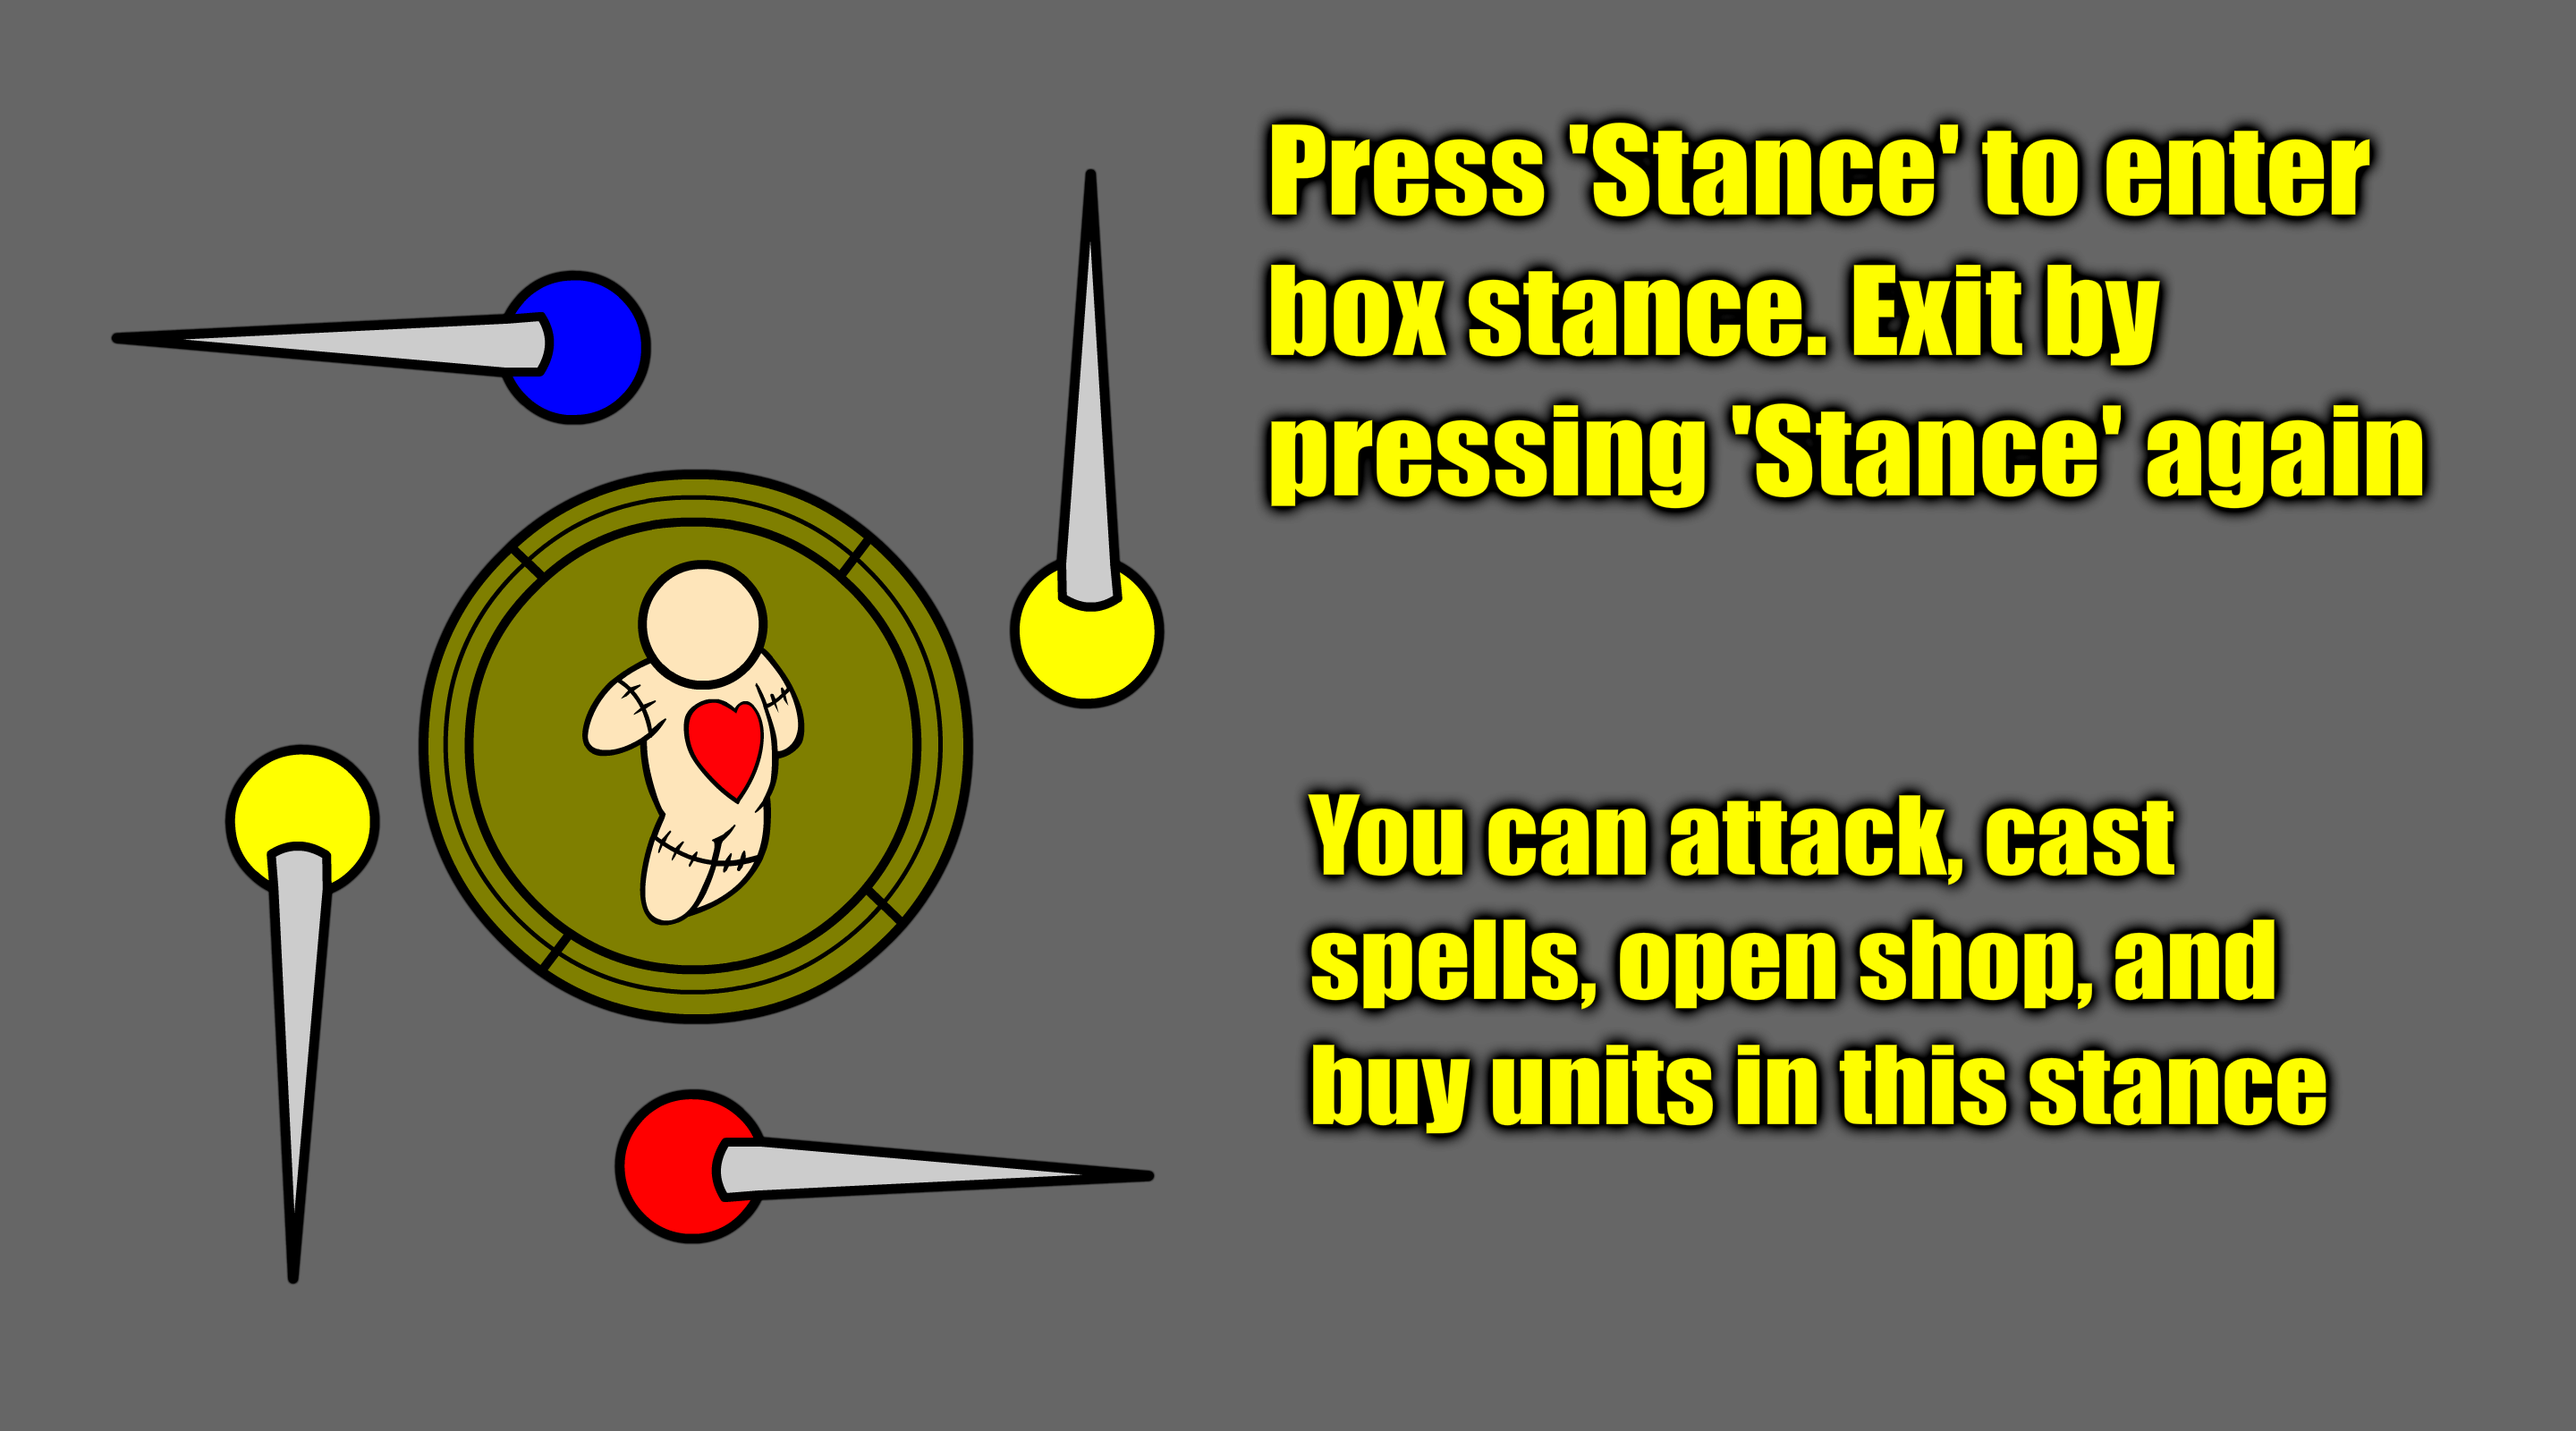 Press 'Stance' to enter
box stance. Exit by
pressing 'Stance' again
You can attack, cast
spells, open shop, and
buy units in this stance